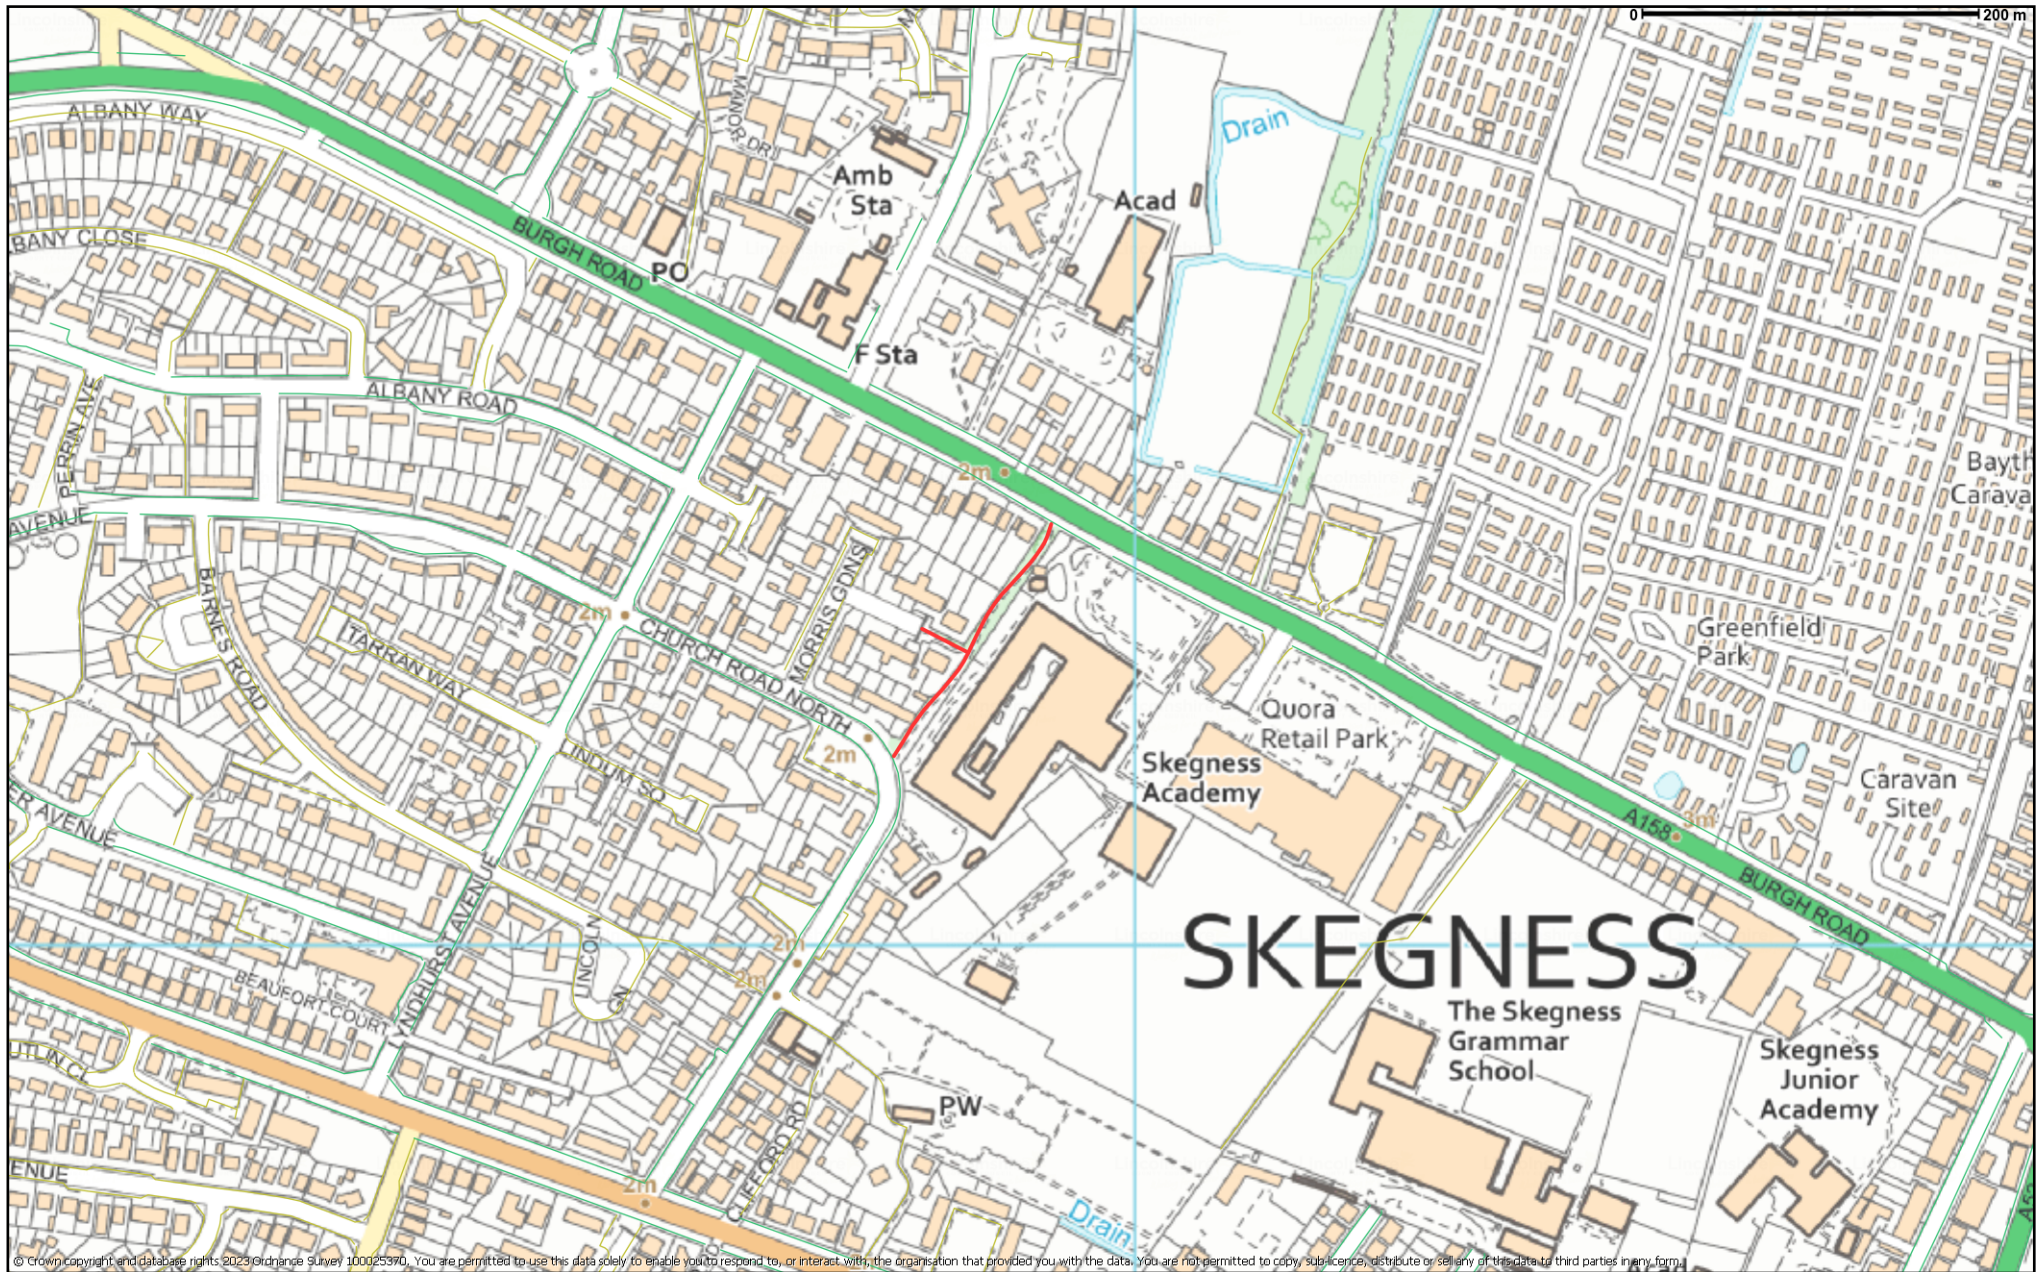 0 200 m
ALBANY WAY
MANOR DR
Drain
Amb
Sta
Acad
BANY CLOSE
BURGH ROAD
PO
F Sta
ALBANY ROAD
PERRIN AVE
2m
Bayth
Carava
AVENUE
BARNES ROAD
MORRIS GDNS
2m
CHURCH ROAD NORTH
TARRAN WAY
Greenfield
Park
Quora
Retail Park
2m
LINDUM SQ
Skegness
Academy
Caravan
Site
A158
3m
ER AVENUE
BURGH ROAD
LYNDHURST AVENUE
LINCOLN
GN
2m
2m
SKEGNESS
BEAUFORT COURT
The Skegness
Grammar
School
Skegness
Junior
Academy
TLIN CL
PW
CLIFFORD RD
ENUE
2m
Drain
© Crown copyright and database rights 2023 Ordnance Survey 100025370. You are permitted to use this data solely to enable you to respond to, or interact with, the organisation that provided you with the data. You are not permitted to copy, sub-licence, distribute or sell any of this data to third parties in any form.